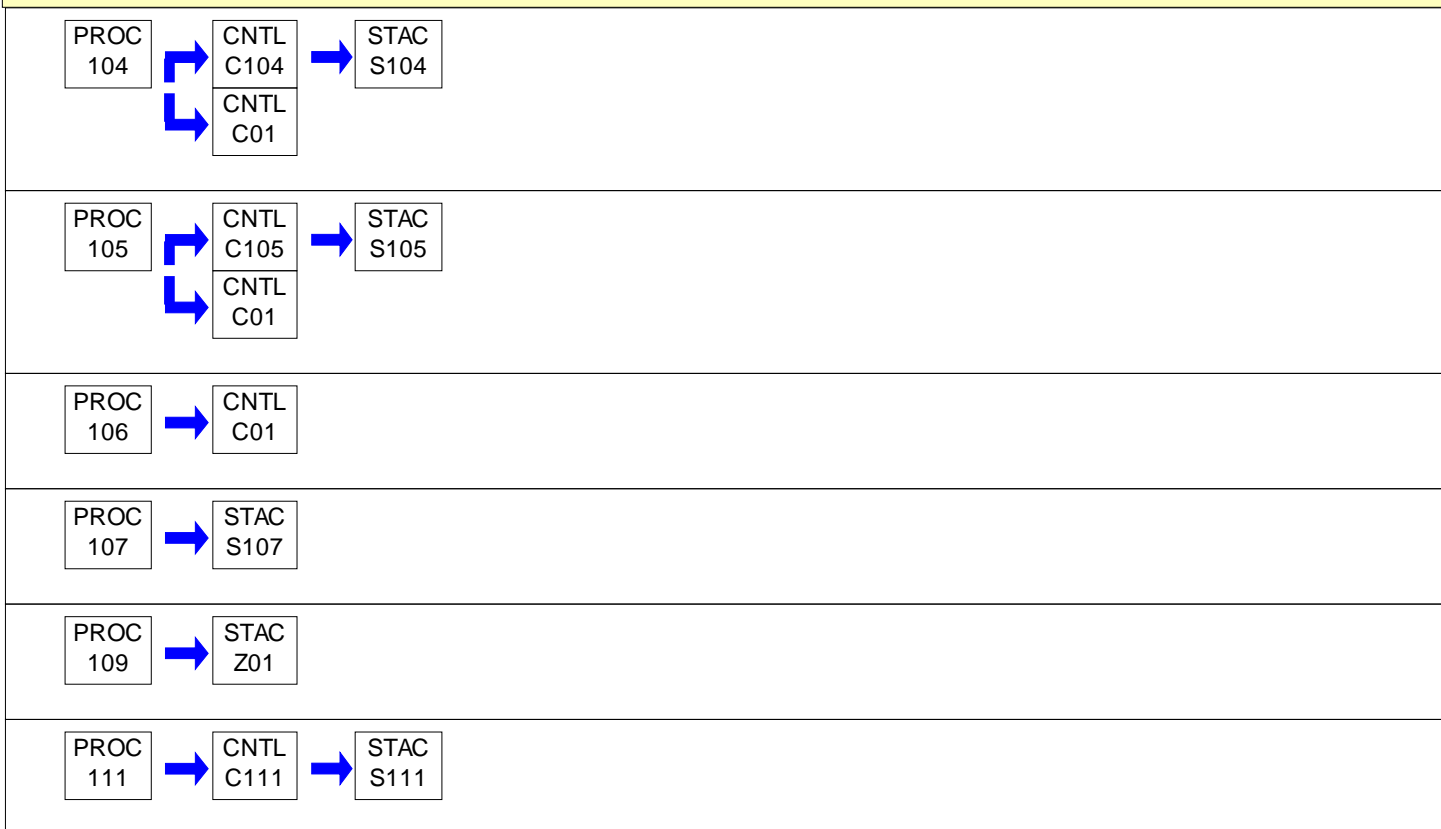 PROC
104
CNTL
C104
STAC
S104
CNTL
C01
PROC
105
CNTL
C105
STAC
S105
CNTL
C01
PROC
106
CNTL
C01
PROC
107
STAC
S107
PROC
109
STAC
Z01
PROC
111
CNTL
C111
STAC
S111